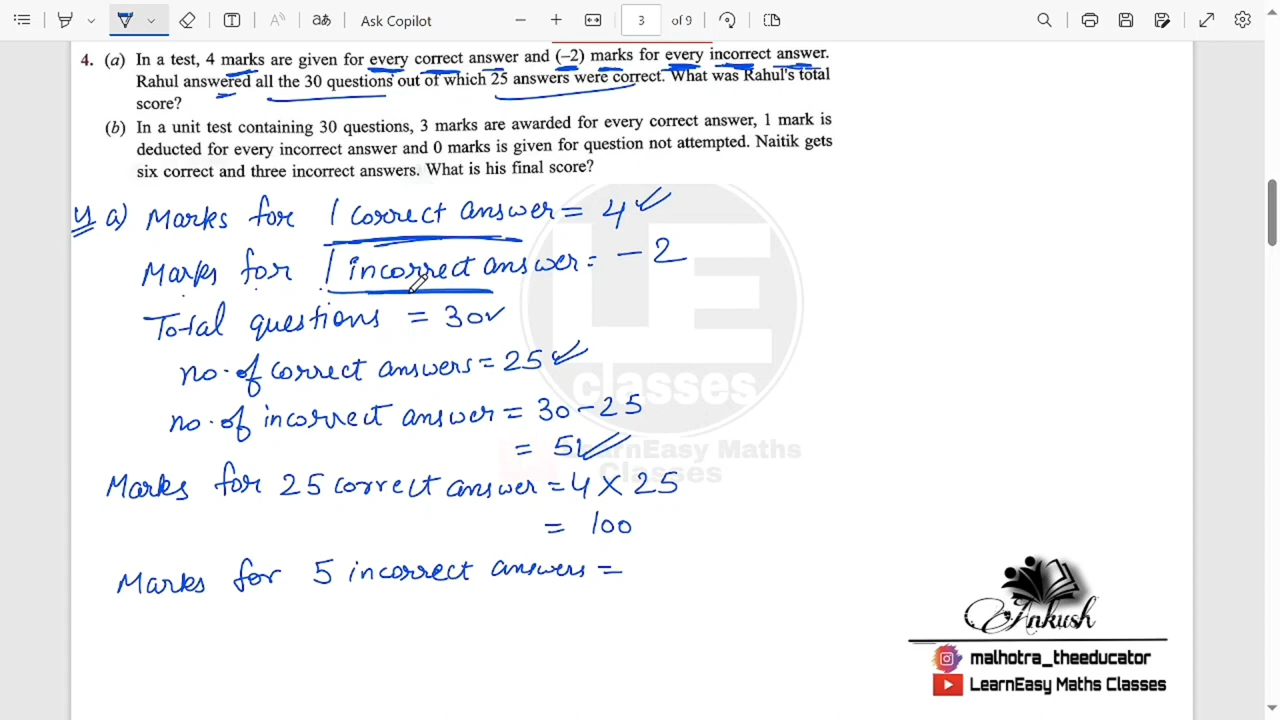 Ask Copilot
3 of 9
4. (a) In a test, 4 marks are given for every correct answer and (–2) marks for every incorrect answer.
Rahul answered all the 30 questions out of which 25 answers were correct. What was Rahul's total
score?
(b) In a unit test containing 30 questions, 3 marks are awarded for every correct answer, 1 mark is
deducted for every incorrect answer and 0 marks is given for question not attempted. Naitik gets
six correct and three incorrect answers. What is his final score?
a) Marks for 1 correct answer = 4
Marks for 1 incorrect answer = - 2
Total questions = 30
no. of correct answers = 25
no. of incorrect answer = 30 - 25
= 5
Marks for 25 correct answer = 4 × 25
= 100
Marks for 5 incorrect answers =
LE
classes
LearnEasy Maths
Classes
Ankush
malhotra_theeducator
LearnEasy Maths Classes